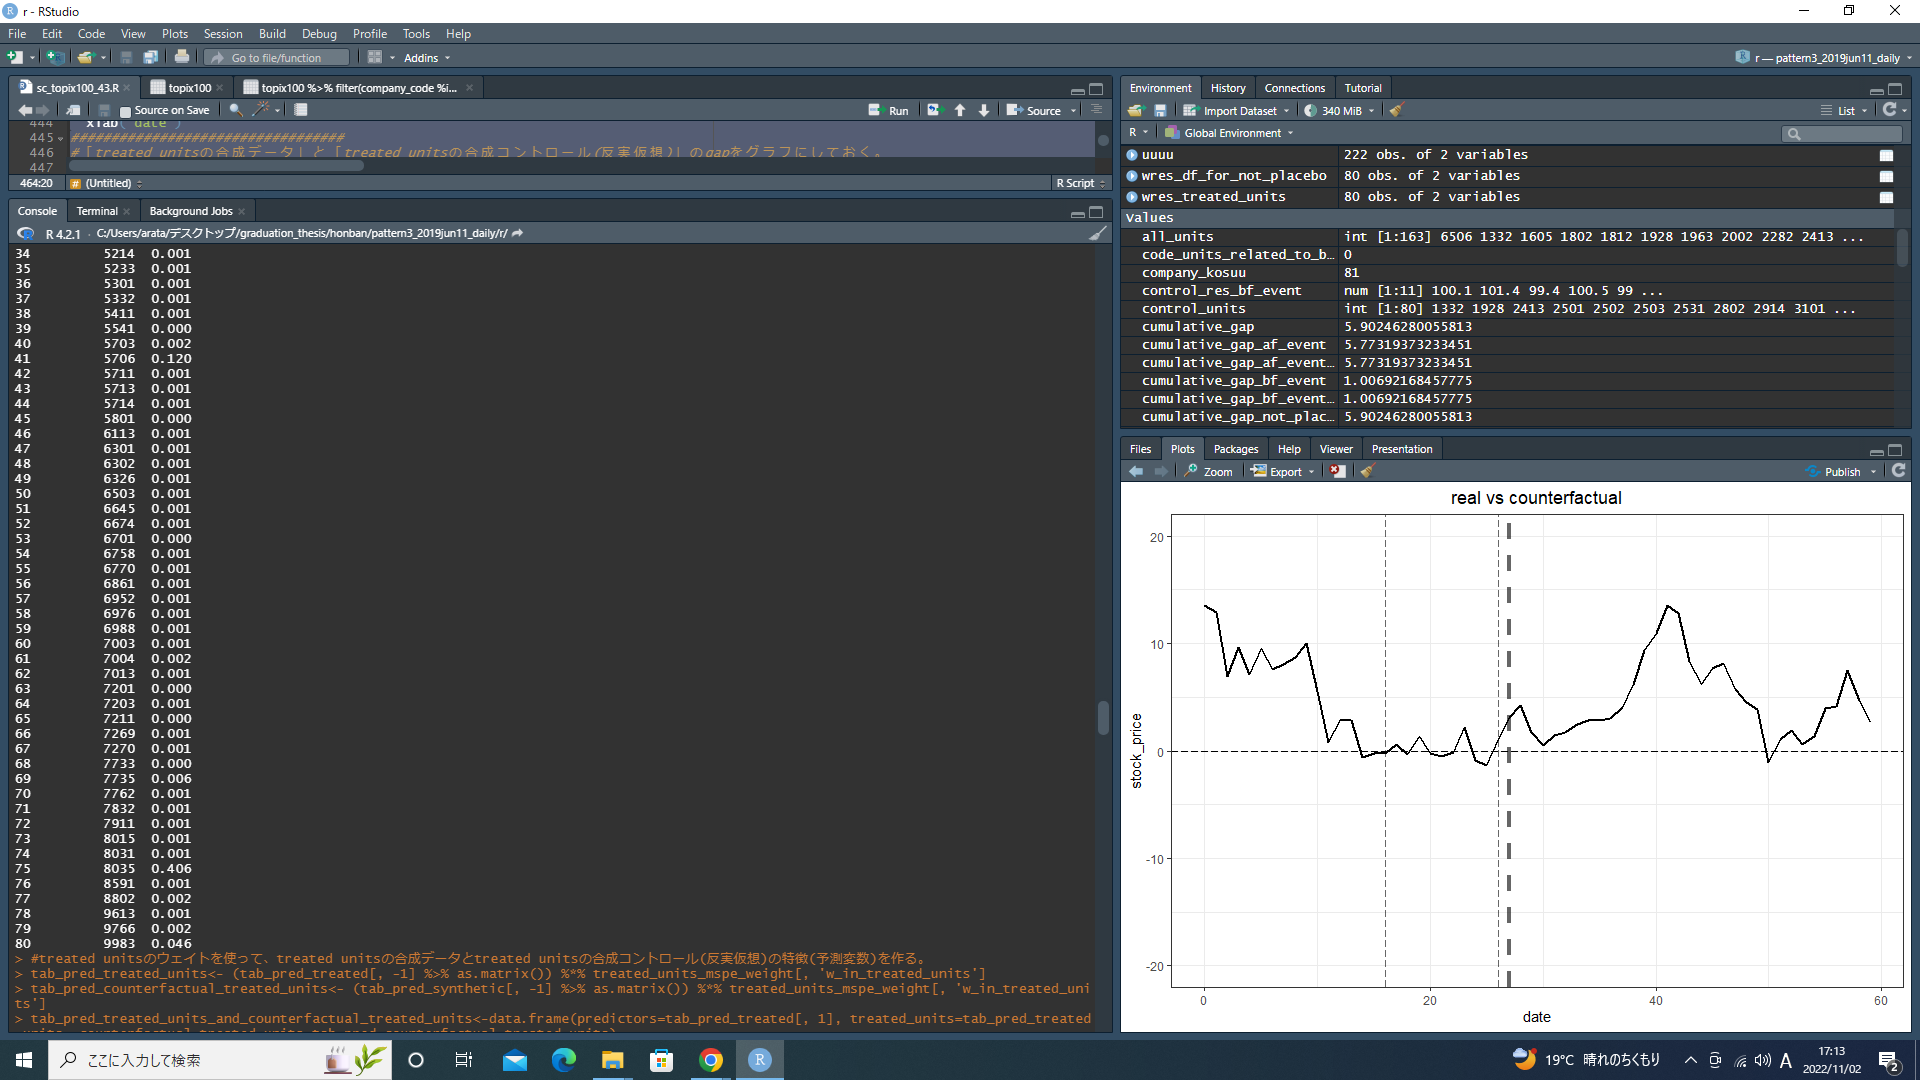 r - RStudio
File Edit Code View Plots Session Build Debug Profile Tools Help
Go to file/function Addins r — pattern3_2019jun11_daily
sc_topix100_43.R topix100 topix100 %>% filter(company_code %i...
Source on Save Run Source
444 xlab( date )
445 ##################################
446 #「treated unitsの合成データ」と「treated unitsの合成コントロール(反実仮想)」のgapをグラフにしておく。
447
464:20 (Untitled) R Script
Console Terminal Background Jobs
R 4.2.1 · C:/Users/arata/デスクトップ/graduation_thesis/honban/pattern3_2019jun11_daily/r/
34 5214 0.001
35 5233 0.001
36 5301 0.001
37 5332 0.001
38 5411 0.001
39 5541 0.000
40 5703 0.002
41 5706 0.120
42 5711 0.001
43 5713 0.001
44 5714 0.001
45 5801 0.000
46 6113 0.001
47 6301 0.001
48 6302 0.001
49 6326 0.001
50 6503 0.001
51 6645 0.001
52 6674 0.001
53 6701 0.000
54 6758 0.001
55 6770 0.001
56 6861 0.001
57 6952 0.001
58 6976 0.001
59 6988 0.001
60 7003 0.001
61 7004 0.002
62 7013 0.001
63 7201 0.000
64 7203 0.001
65 7211 0.000
66 7269 0.001
67 7270 0.001
68 7733 0.000
69 7735 0.006
70 7762 0.001
71 7832 0.001
72 7911 0.001
73 8015 0.001
74 8031 0.001
75 8035 0.406
76 8591 0.001
77 8802 0.002
78 9613 0.001
79 9766 0.002
80 9983 0.046
> #treated unitsのウェイトを使って、treated unitsの合成データとtreated unitsの合成コントロール(反実仮想)の特徴(予測変数)を作る。
> tab_pred_treated_units<- (tab_pred_treated[, -1] %>% as.matrix()) %*% treated_units_mspe_weight[, 'w_in_treated_units']
> tab_pred_counterfactual_treated_units<- (tab_pred_synthetic[, -1] %>% as.matrix()) %*% treated_units_mspe_weight[, 'w_in_treated_uni
ts']
> tab_pred_treated_units_and_counterfactual_treated_units<-data.frame(predictors=tab_pred_treated[, 1], treated_units=tab_pred_treated
Environment History Connections Tutorial
Import Dataset 340 MiB List
R Global Environment
uuuu 222 obs. of 2 variables
wres_df_for_not_placebo 80 obs. of 2 variables
wres_treated_units 80 obs. of 2 variables
Values
all_units int [1:163] 6506 1332 1605 1802 1812 1928 1963 2002 2282 2413 ...
code_units_related_to_b… 0
company_kosuu 81
control_res_bf_event num [1:11] 100.1 101.4 99.4 100.5 99 ...
control_units int [1:80] 1332 1928 2413 2501 2502 2503 2531 2802 2914 3101 ...
cumulative_gap 5.90246280055813
cumulative_gap_af_event 5.77319373233451
cumulative_gap_af_event… 5.77319373233451
cumulative_gap_bf_event 1.00692168457775
cumulative_gap_bf_event… 1.00692168457775
cumulative_gap_not_plac… 5.90246280055813
Files Plots Packages Help Viewer Presentation
Zoom Export Publish
real vs counterfactual
20
10
0
-10
-20
stock_price
0 20 40 60
date
ここに入力して検索
19°C 晴れのちくもり A 17:13
2022/11/02 2